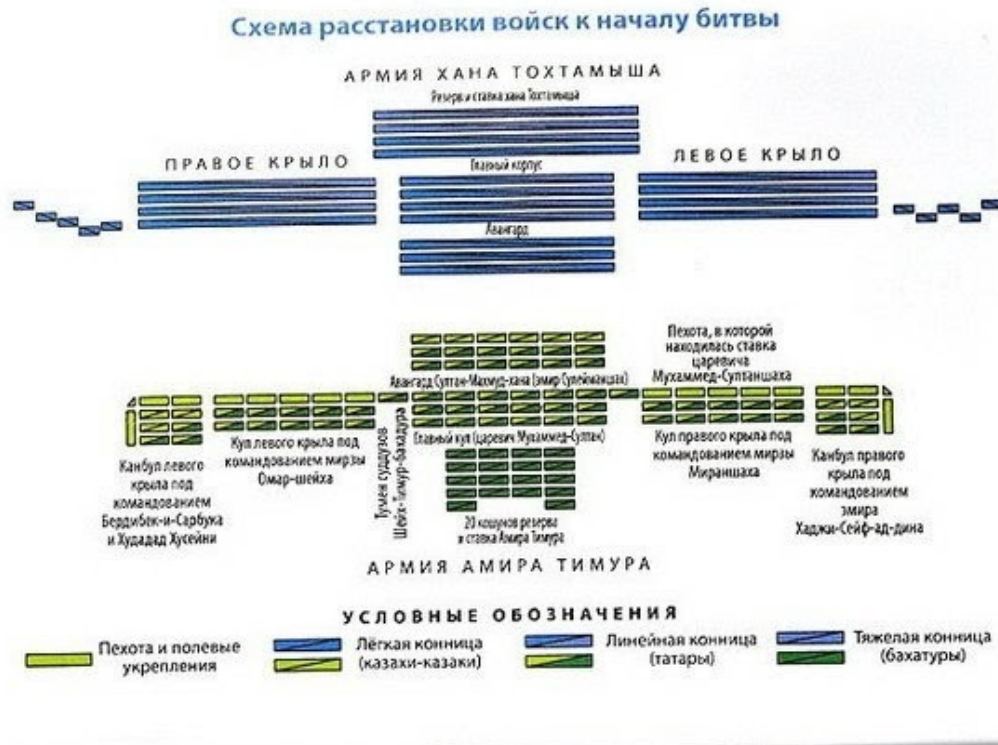 Схема расстановки войск к началу битвы
АРМИЯ ХАНА ТОХТАМЫША
Резерв и ставка хана Тохтамыша
ПРАВОЕ КРЫЛО
Главный корпус
ЛЕВОЕ КРЫЛО
Авангард
Пехота, в которой
находилась ставка
царевича
Мухаммед-Султаншаха
Авангард Султан-Махмуд-хана (эмир Сулейманшах)
Главный кул (царевич Мухаммед-Султан)
Кул левого крыла под
командованием мирзы
Омар-шейха
Тумен сулдузов
Шейх-Тимур-бахадура
Кул правого крыла под
командованием мирзы
Мираншаха
Канбул левого
крыла под
командованием
Бердибек-и-Сарбука
и Худадад Хусейни
Канбул правого
крыла под
командованием
эмира
Хаджи-Сейф-ад-дина
20 кошунов резерва
и ставка Амира Тимура
АРМИЯ АМИРА ТИМУРА
УСЛОВНЫЕ ОБОЗНАЧЕНИЯ
Пехота и полевые
укрепления
Лёгкая конница
(казахи-казаки)
Линейная конница
(татары)
Тяжелая конница
(бахатуры)